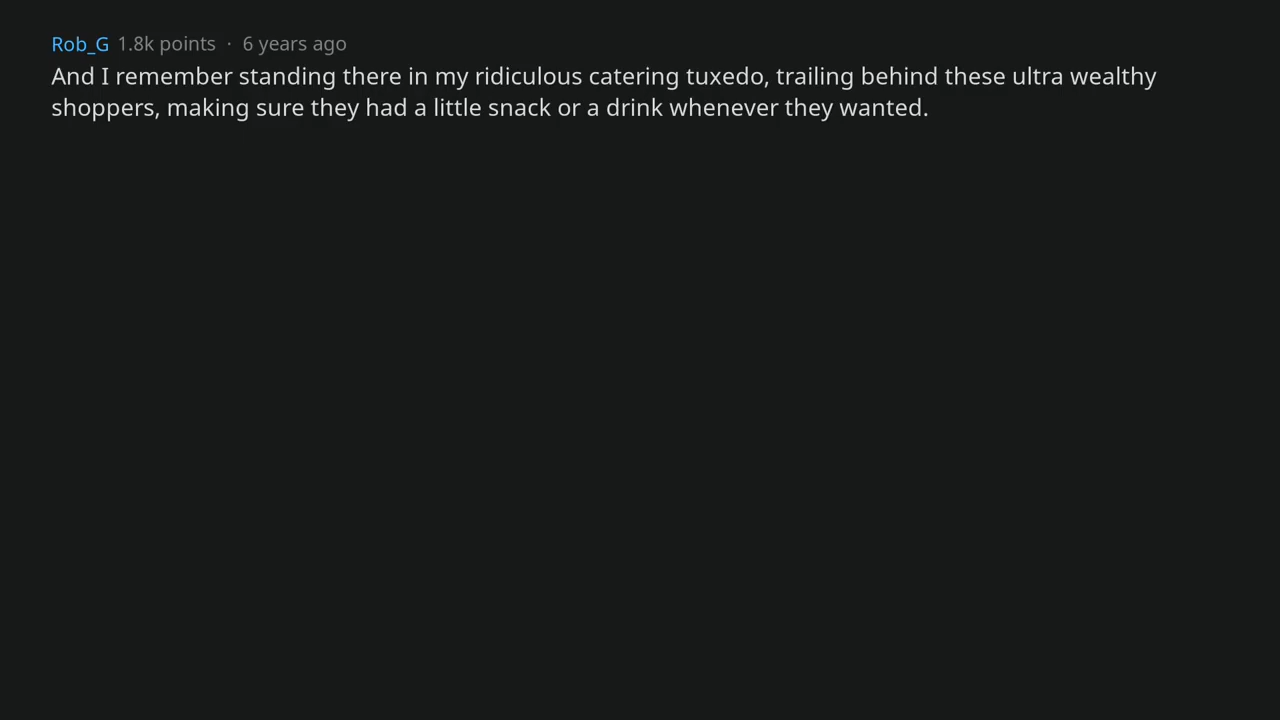 Rob_G 1.8k points · 6 years ago
And I remember standing there in my ridiculous catering tuxedo, trailing behind these ultra wealthy
shoppers, making sure they had a little snack or a drink whenever they wanted.